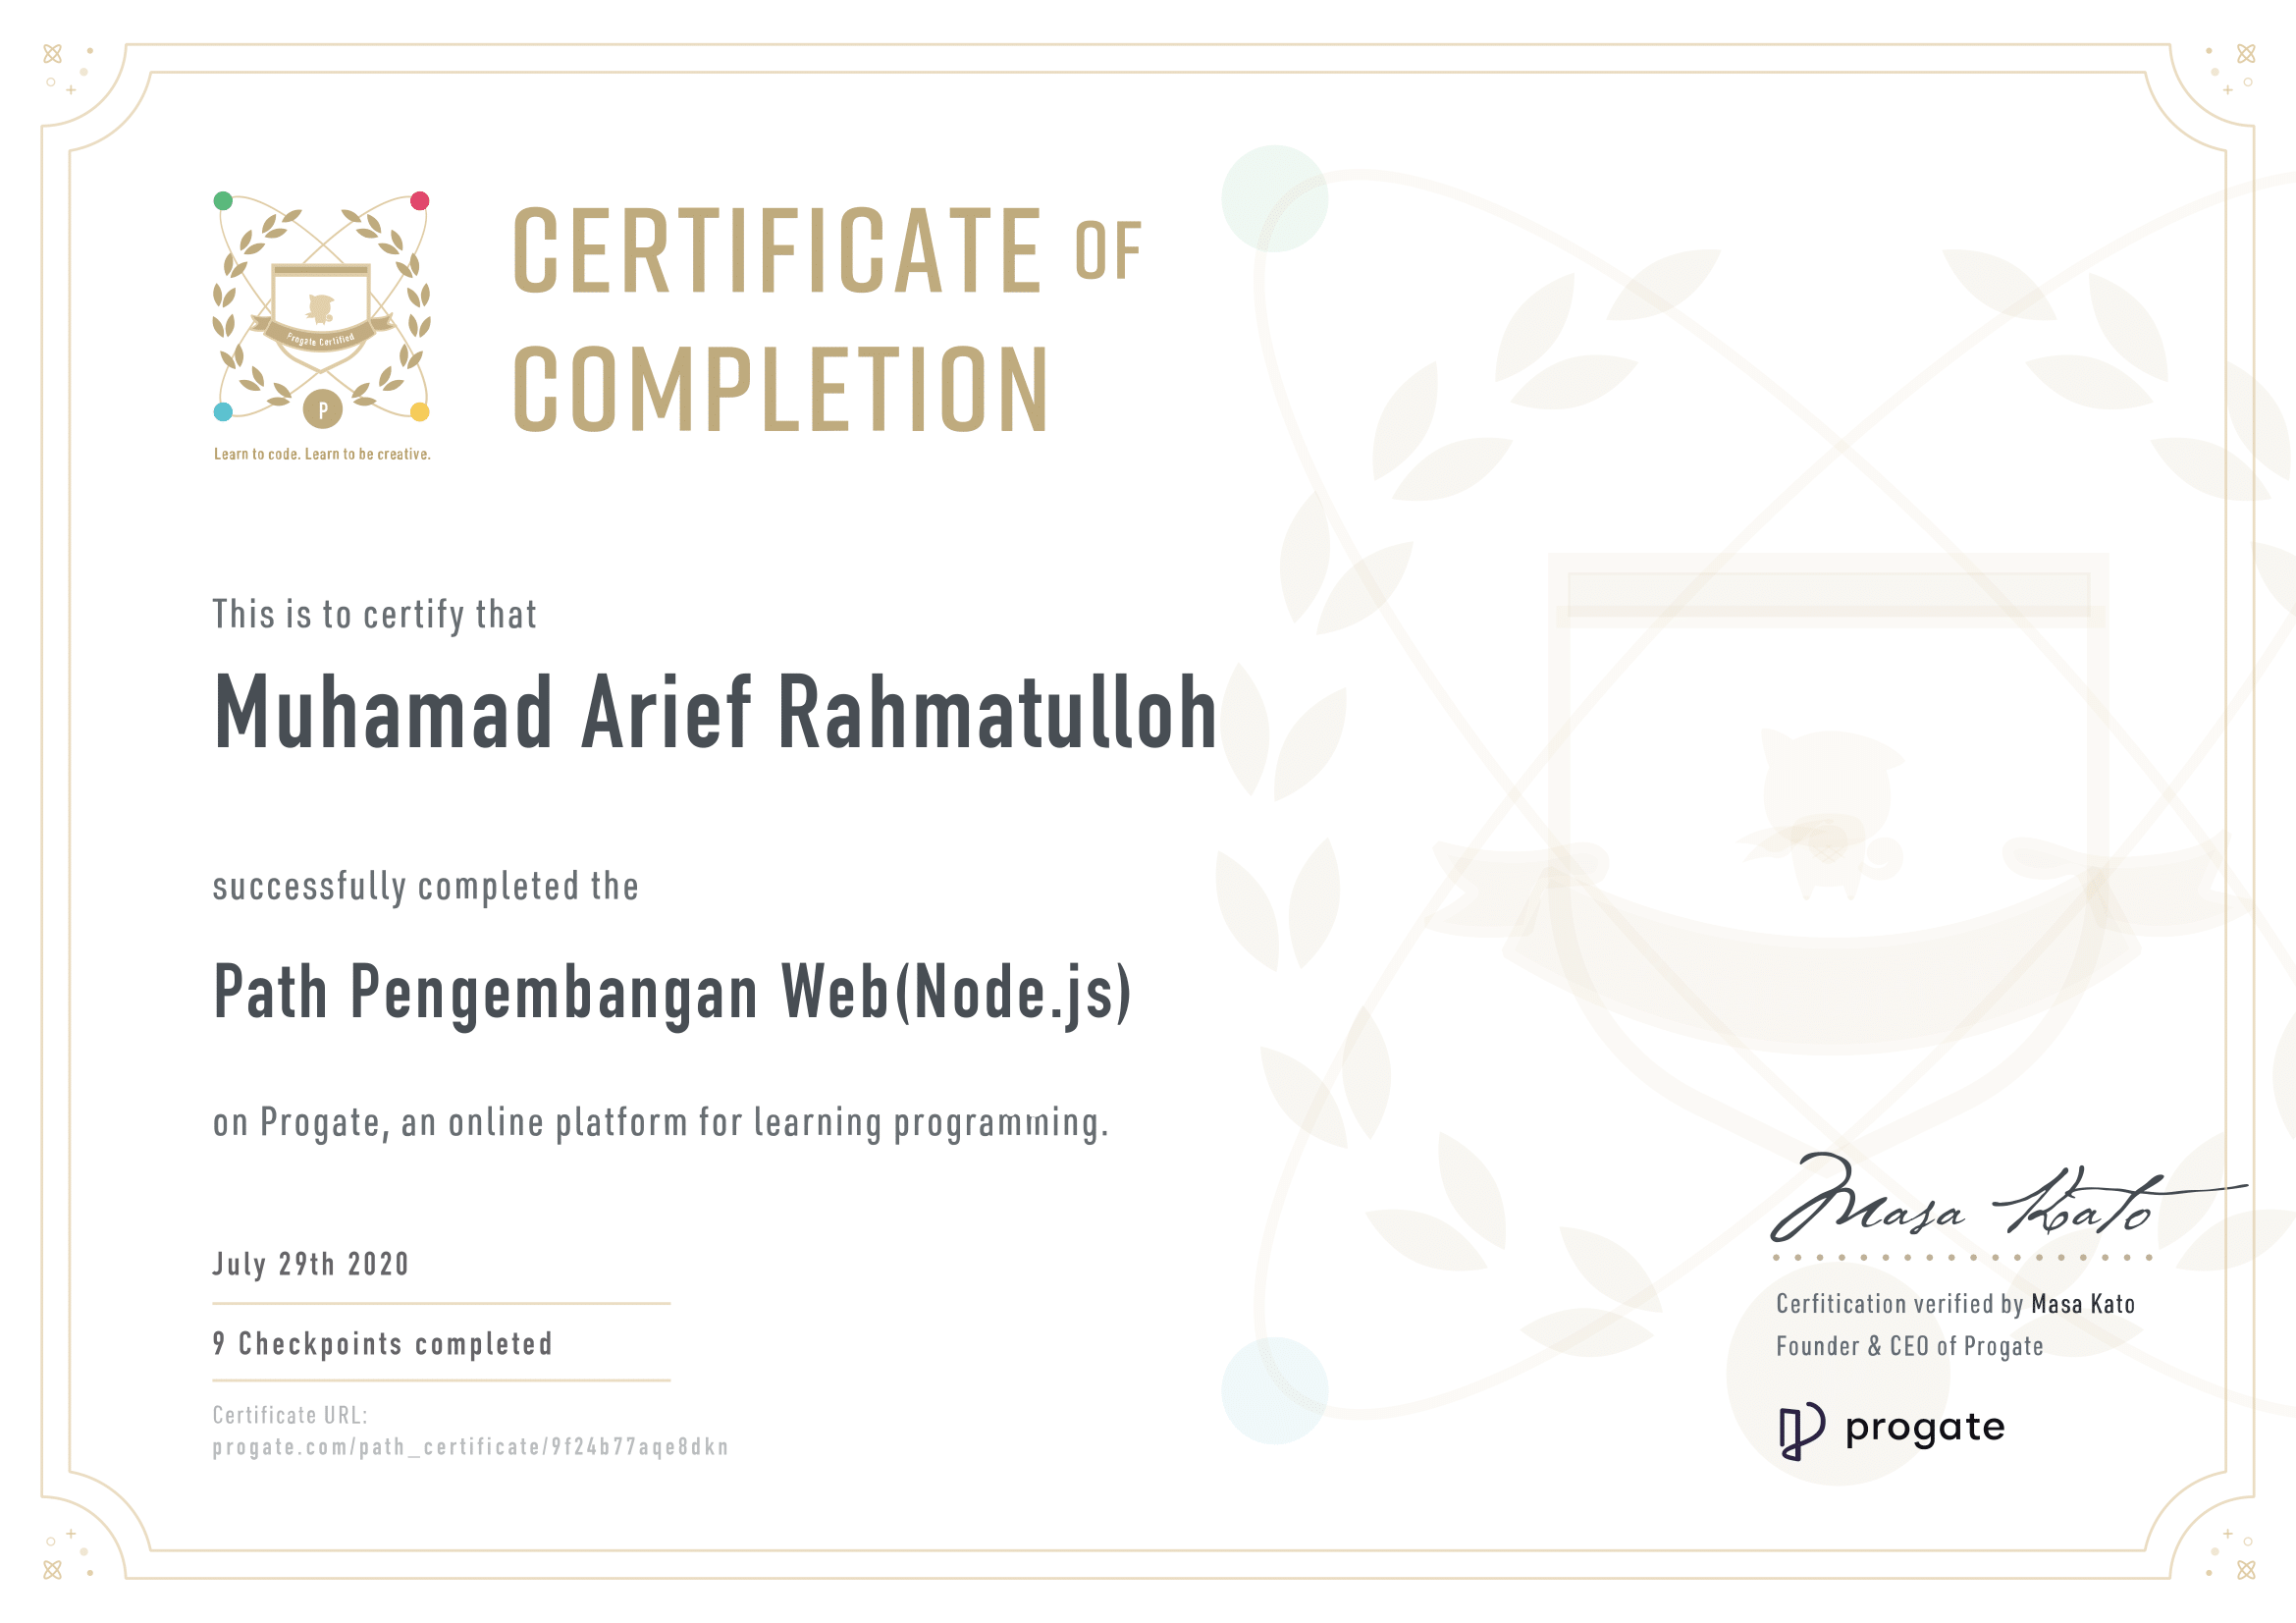 CERTIFICATE OF
COMPLETION
Progate Certified
P
Learn to code. Learn to be creative.
This is to certify that
Muhamad Arief Rahmatulloh
successfully completed the
Path Pengembangan Web(Node.js)
on Progate, an online platform for learning programming.
July 29th 2020
9 Checkpoints completed
Certificate URL:
progate.com/path_certificate/9f24b77aqe8dkn
Masa Kato
Cerfitication verified by Masa Kato
Founder & CEO of Progate
progate